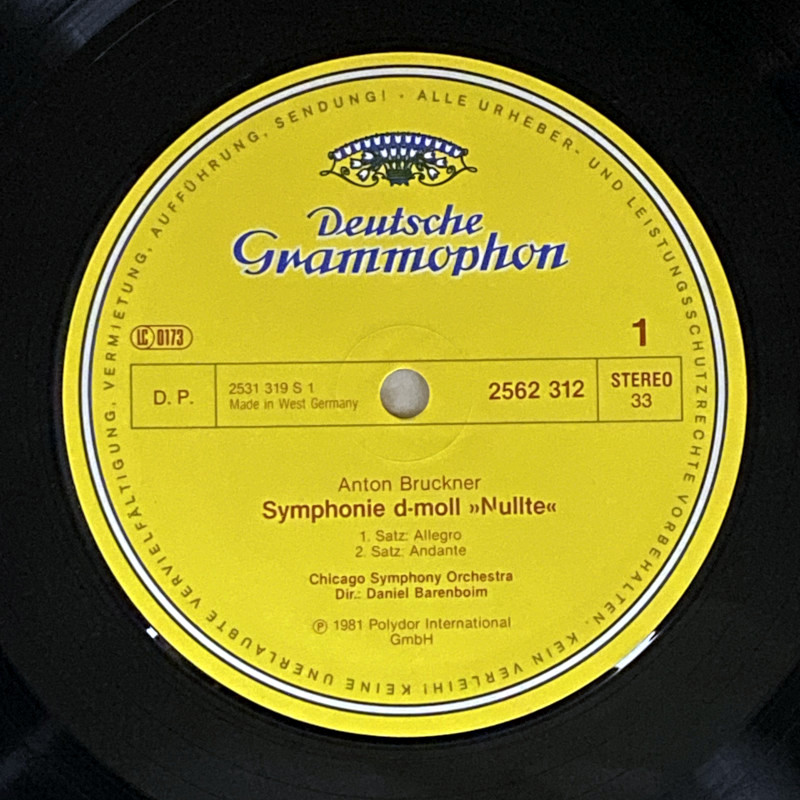 ALLE URHEBER- UND LEISTUNGSSCHUTZRECHTE VORBEHALTEN. KEIN VERLEIH! KEINE UNERLAUBTE VERVIELFÄLTIGUNG, VERMIETUNG, AUFFÜHRUNG, SENDUNG! ·
Deutsche
Grammophon
LC 0173
1
D. P.
2531 319 S 1
Made in West Germany
2562 312
STEREO
33
Anton Bruckner
Symphonie d-moll »Nullte«
1. Satz: Allegro
2. Satz: Andante
Chicago Symphony Orchestra
Dir.: Daniel Barenboim
℗ 1981 Polydor International
GmbH